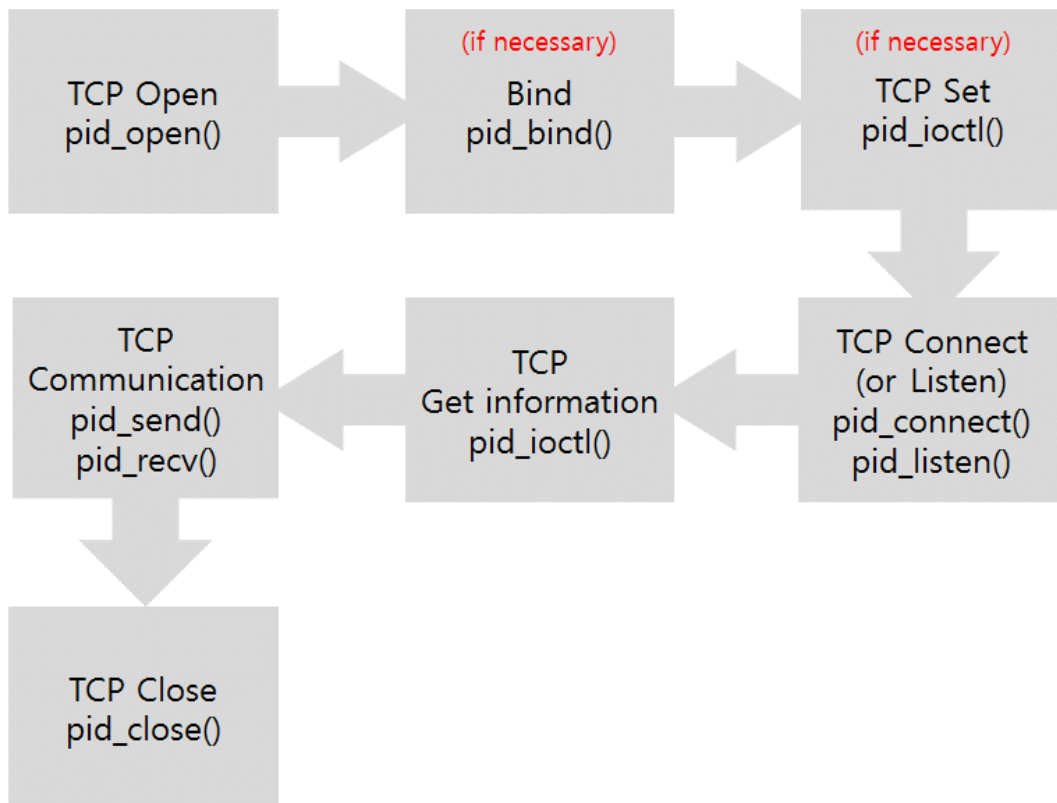 TCP Open
pid_open()
(if necessary)
Bind
pid_bind()
(if necessary)
TCP Set
pid_ioctl()
TCP Connect
(or Listen)
pid_connect()
pid_listen()
TCP
Get information
pid_ioctl()
TCP
Communication
pid_send()
pid_recv()
TCP Close
pid_close()